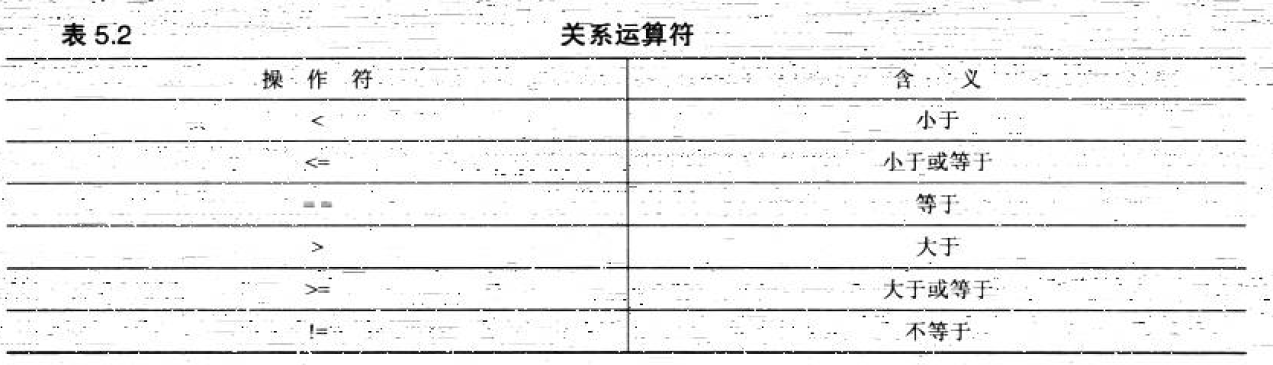 表 5.2 关系运算符
操作符 含义
< 小于
<= 小于或等于
== 等于
> 大于
>= 大于或等于
!= 不等于